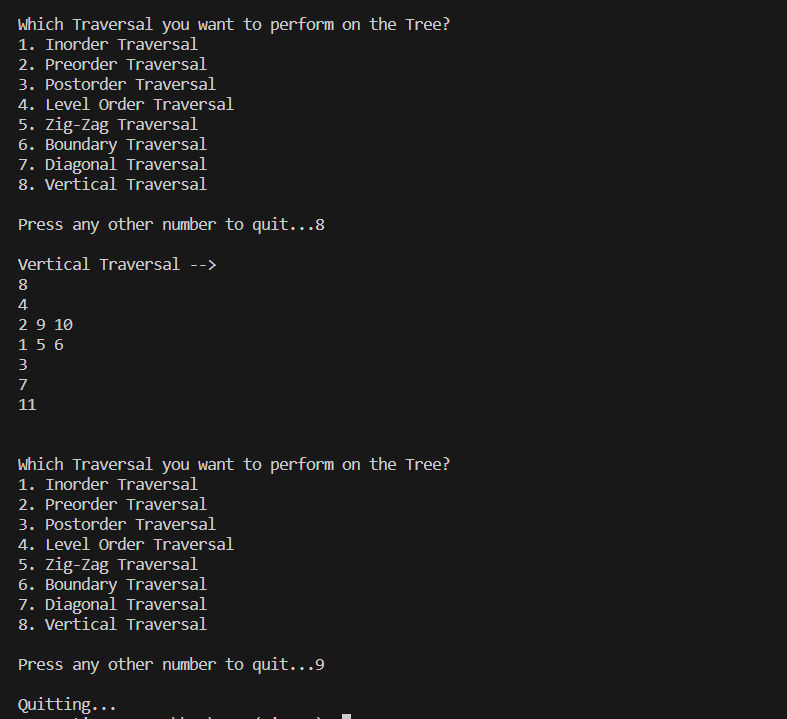 Which Traversal you want to perform on the Tree?
1. Inorder Traversal
2. Preorder Traversal
3. Postorder Traversal
4. Level Order Traversal
5. Zig-Zag Traversal
6. Boundary Traversal
7. Diagonal Traversal
8. Vertical Traversal
Press any other number to quit...8
Vertical Traversal -->
8
4
2 9 10
1 5 6
3
7
11
Which Traversal you want to perform on the Tree?
1. Inorder Traversal
2. Preorder Traversal
3. Postorder Traversal
4. Level Order Traversal
5. Zig-Zag Traversal
6. Boundary Traversal
7. Diagonal Traversal
8. Vertical Traversal
Press any other number to quit...9
Quitting...